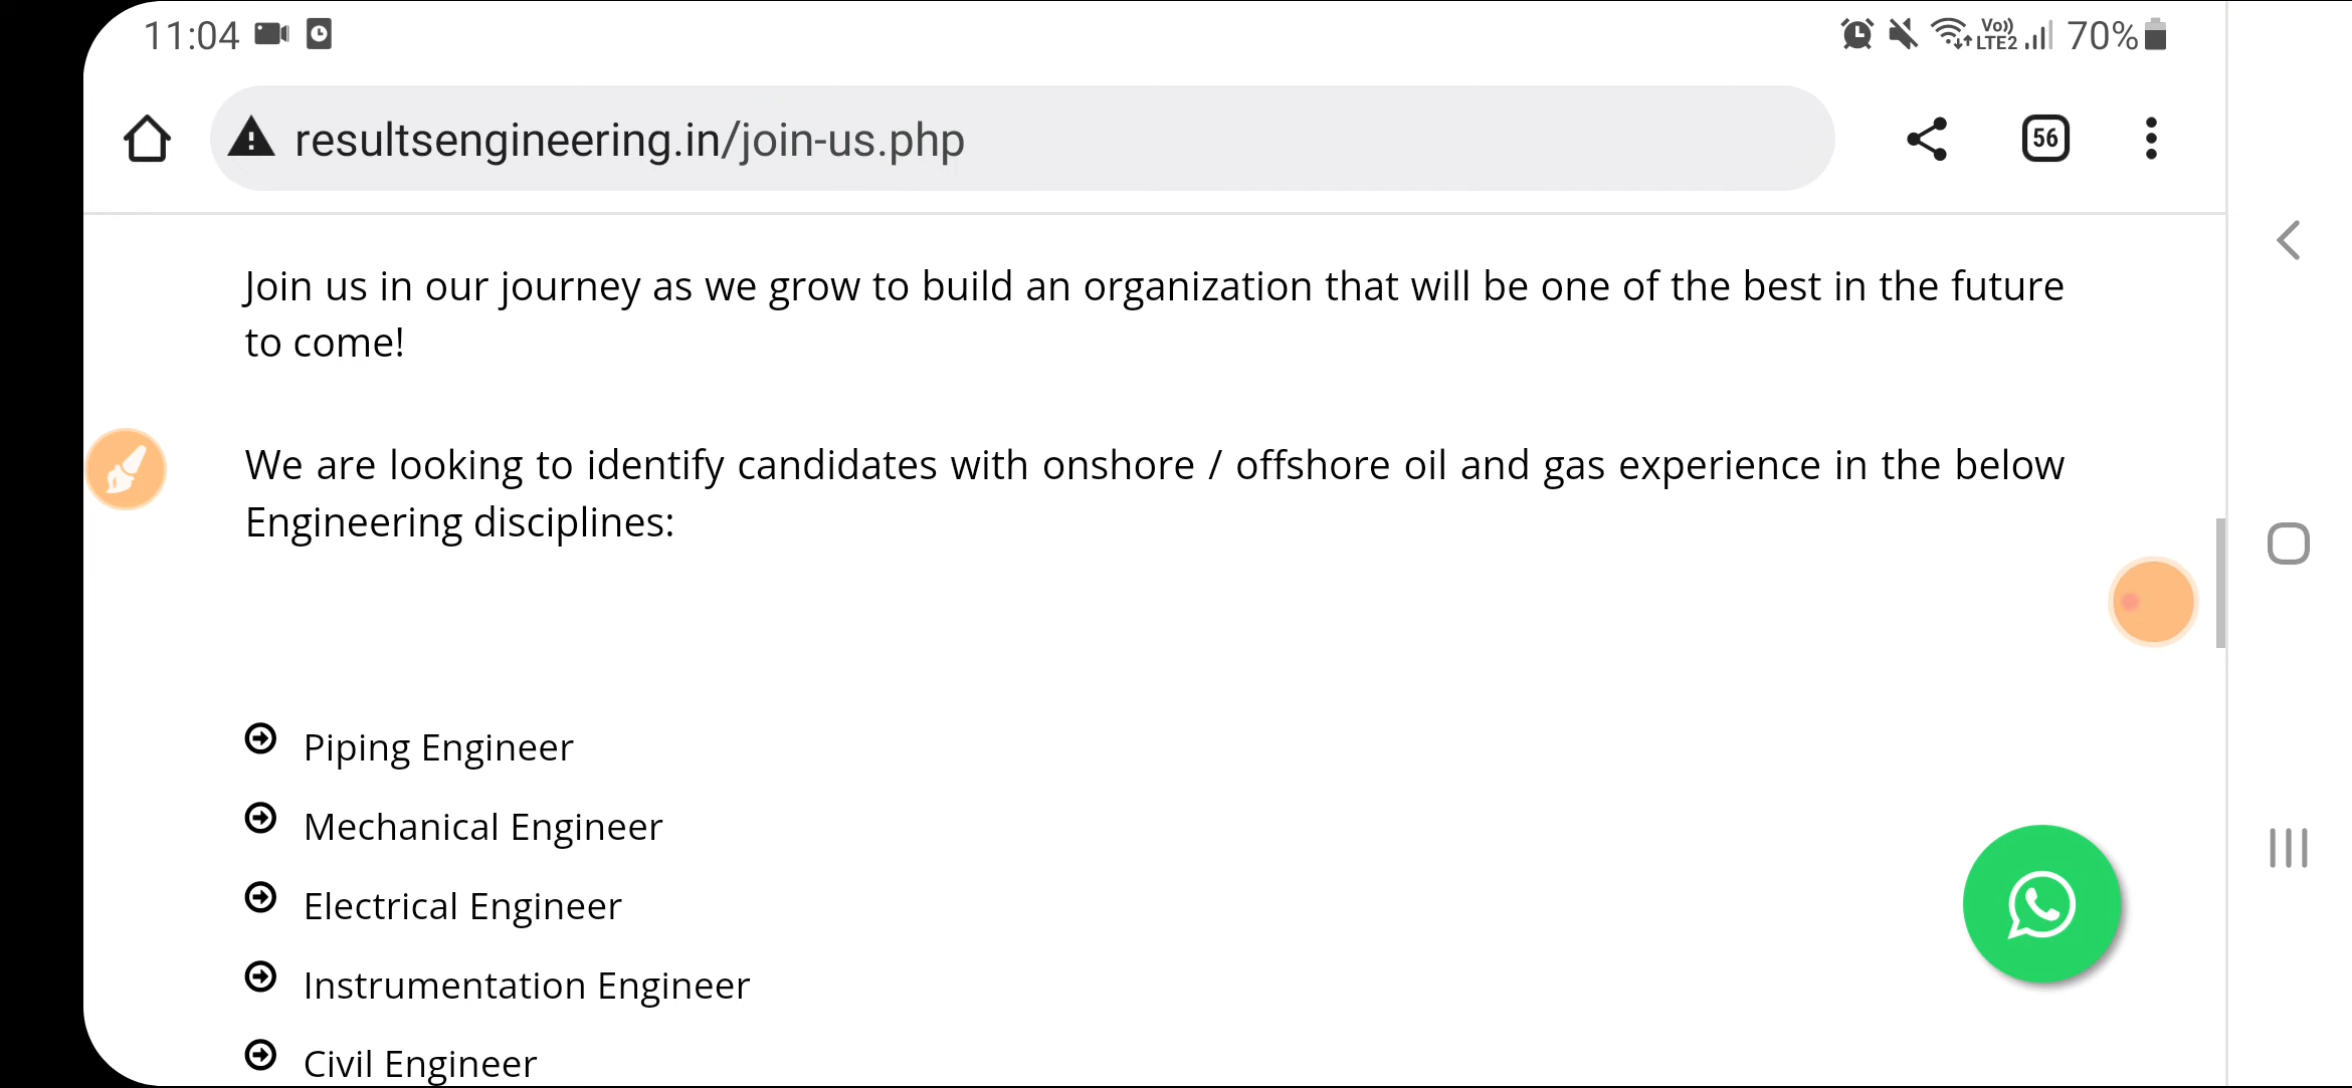 11:04
Vo)) LTE2 70%
resultsengineering.in/join-us.php
56
Join us in our journey as we grow to build an organization that will be one of the best in the future
to come!
We are looking to identify candidates with onshore / offshore oil and gas experience in the below
Engineering disciplines:
Piping Engineer
Mechanical Engineer
Electrical Engineer
Instrumentation Engineer
Civil Engineer